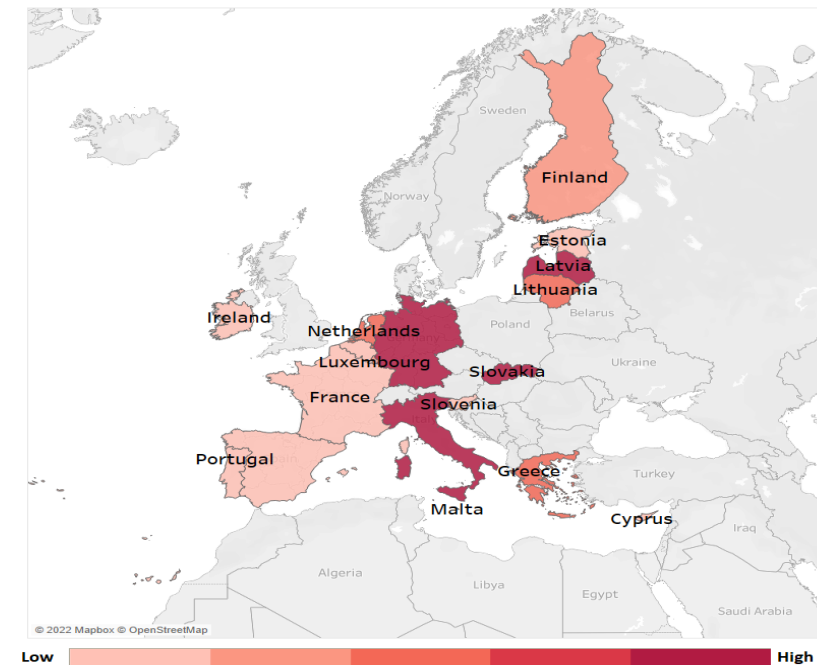 Sweden
Finland
Norway
Estonia
Latvia
Lithuania
Ireland
Belarus
Netherlands
Poland
Luxembourg
Ukraine
Slovakia
France
Slovenia
Portugal
Greece
Turkey
Malta
Cyprus
Iraq
Algeria
Libya
Egypt
Saudi Arabia
© 2022 Mapbox © OpenStreetMap
Low High